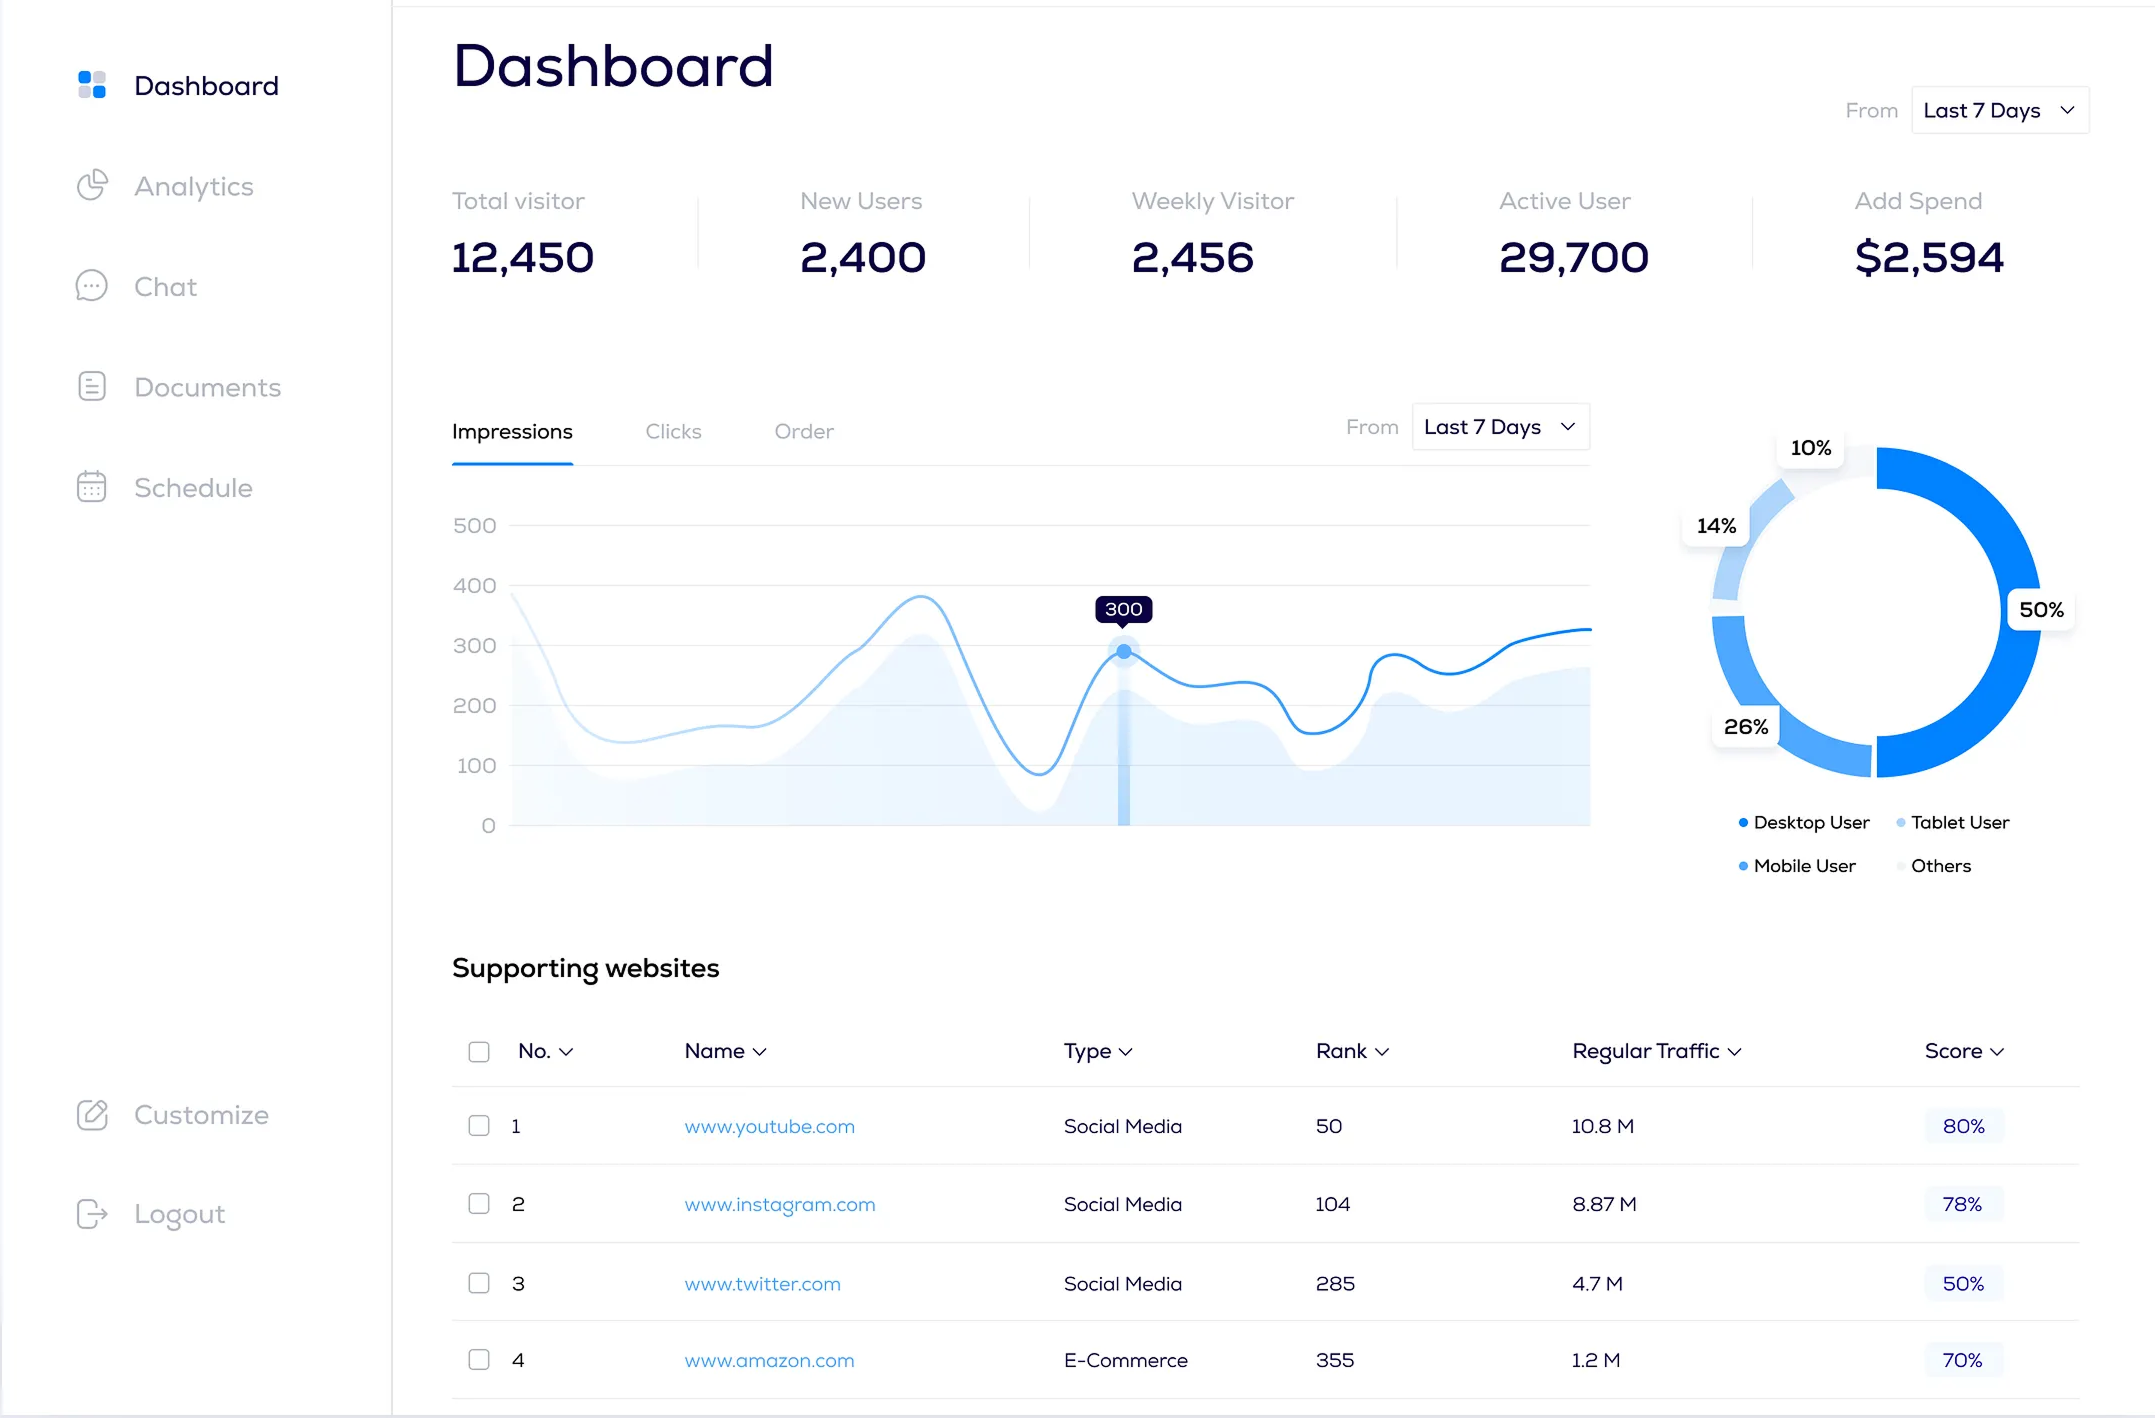 Dashboard
Analytics
Chat
Documents
Schedule
Customize
Logout
Dashboard
From Last 7 Days
Total visitor New Users Weekly Visitor Active User Add Spend
12,450 2,400 2,456 29,700 $2,594
Impressions Clicks Order From Last 7 Days
500
400
300
200
100
0
300
10%
14%
50%
26%
Desktop User Tablet User
Mobile User Others
Supporting websites
No. Name Type Rank Regular Traffic Score
1 www.youtube.com Social Media 50 10.8 M 80%
2 www.instagram.com Social Media 104 8.87 M 78%
3 www.twitter.com Social Media 285 4.7 M 50%
4 www.amazon.com E-Commerce 355 1.2 M 70%